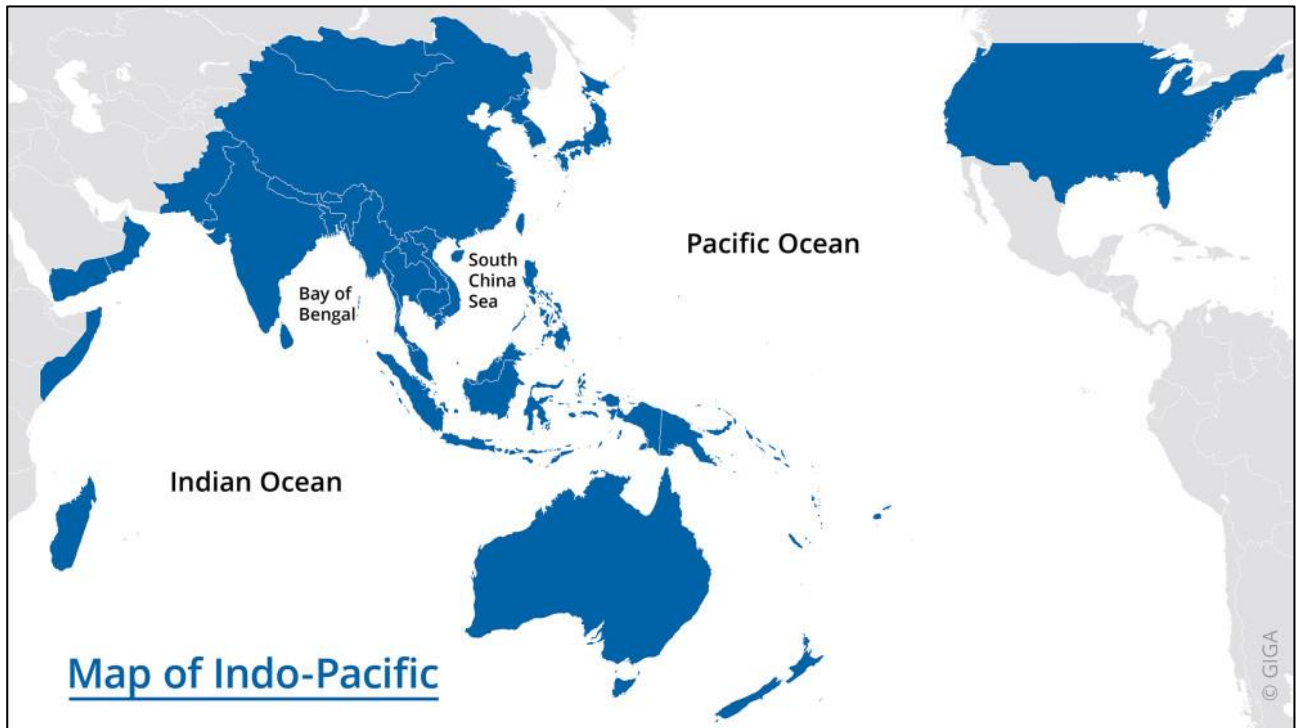 Pacific Ocean
South
China
Sea
Bay of
Bengal
Indian Ocean
Map of Indo-Pacific
© GIGA